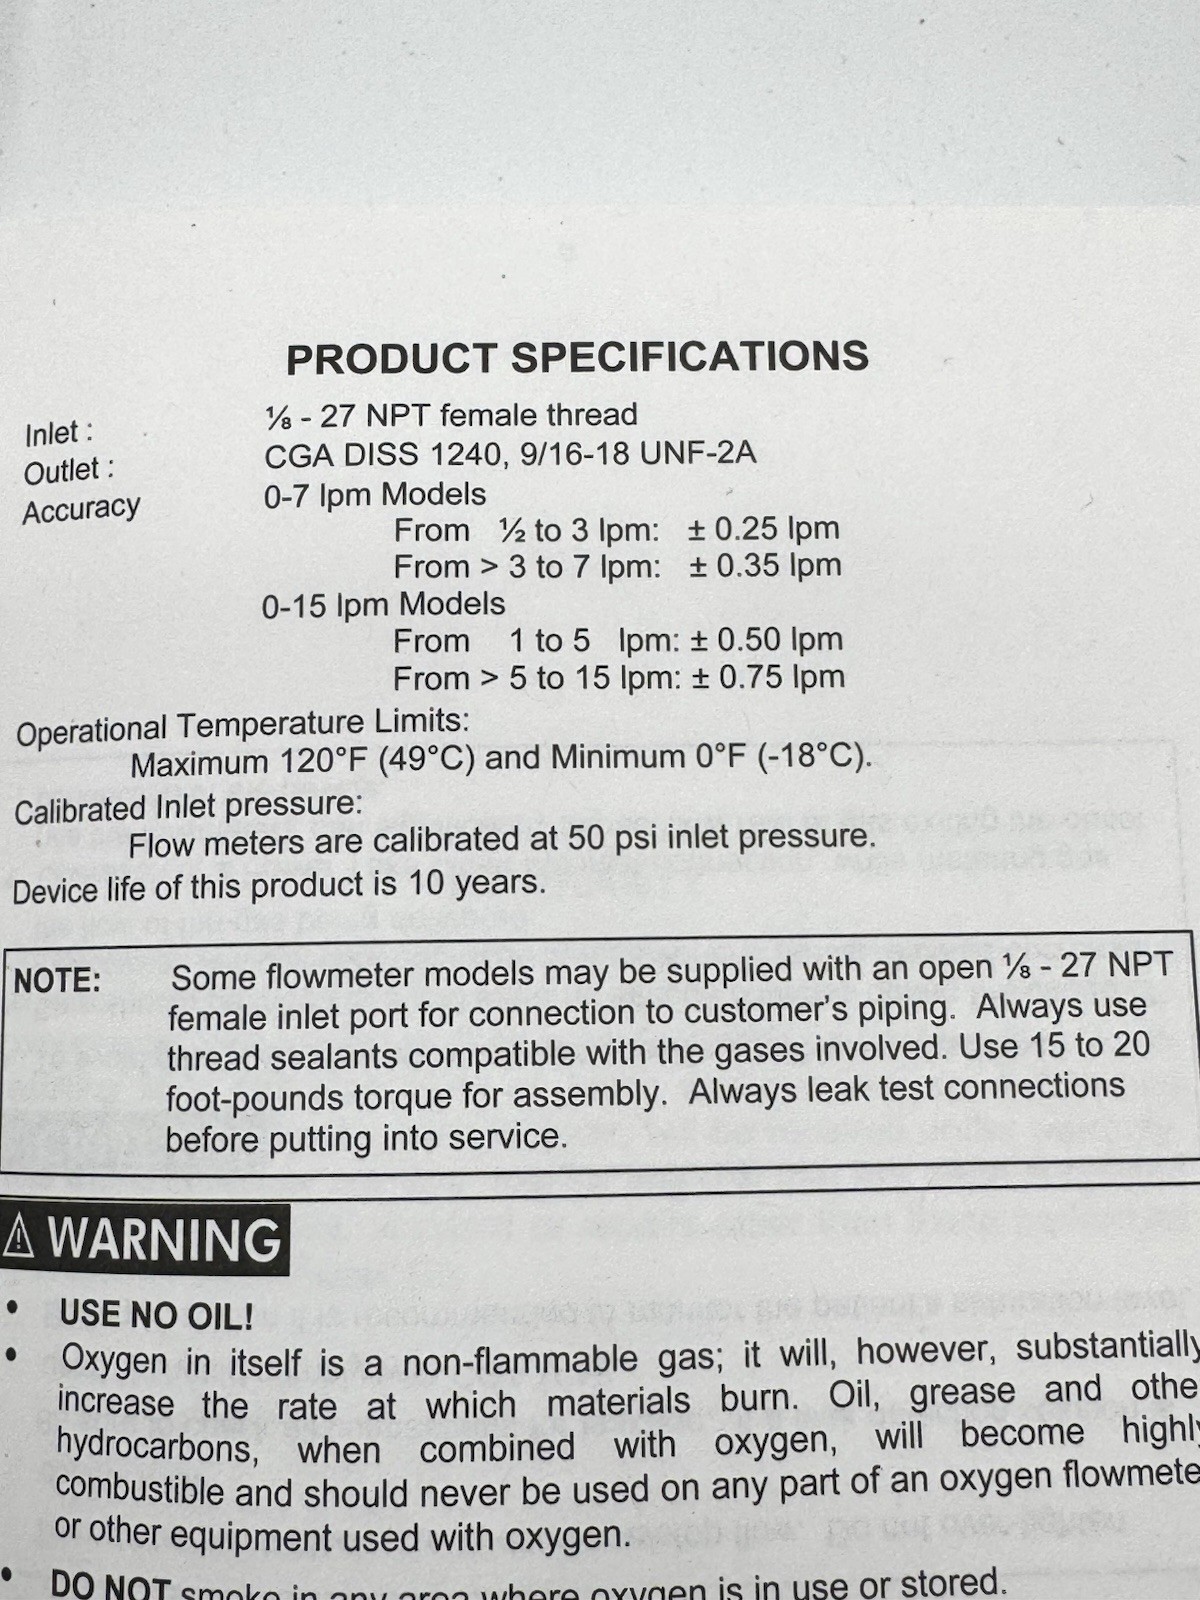 PRODUCT SPECIFICATIONS
Inlet : ⅛ - 27 NPT female thread
Outlet : CGA DISS 1240, 9/16-18 UNF-2A
Accuracy 0-7 lpm Models
From ½ to 3 lpm: ± 0.25 lpm
From > 3 to 7 lpm: ± 0.35 lpm
0-15 lpm Models
From 1 to 5 lpm: ± 0.50 lpm
From > 5 to 15 lpm: ± 0.75 lpm
Operational Temperature Limits:
Maximum 120°F (49°C) and Minimum 0°F (-18°C).
Calibrated Inlet pressure:
Flow meters are calibrated at 50 psi inlet pressure.
Device life of this product is 10 years.
NOTE: Some flowmeter models may be supplied with an open ⅛ - 27 NPT
female inlet port for connection to customer's piping. Always use
thread sealants compatible with the gases involved. Use 15 to 20
foot-pounds torque for assembly. Always leak test connections
before putting into service.
⚠ WARNING
• USE NO OIL!
• Oxygen in itself is a non-flammable gas; it will, however, substantially
increase the rate at which materials burn. Oil, grease and othe
hydrocarbons, when combined with oxygen, will become highly
combustible and should never be used on any part of an oxygen flowmete
or other equipment used with oxygen.
• DO NOT smoke in any area where oxygen is in use or stored.